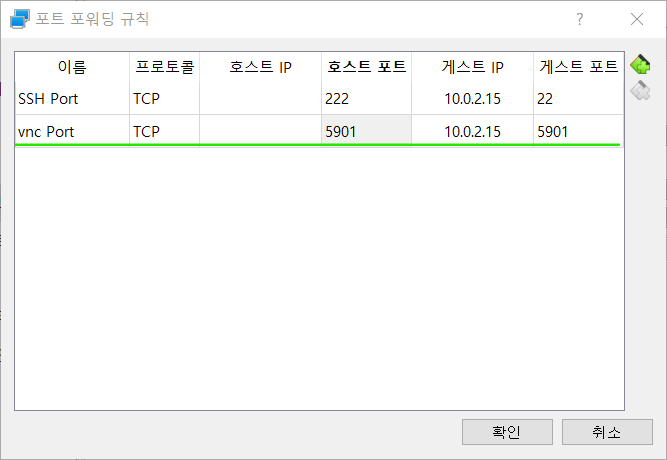 포트 포워딩 규칙 ?
이름 프로토콜 호스트 IP 호스트 포트 게스트 IP 게스트 포트
SSH Port TCP 222 10.0.2.15 22
vnc Port TCP 5901 10.0.2.15 5901
확인 취소